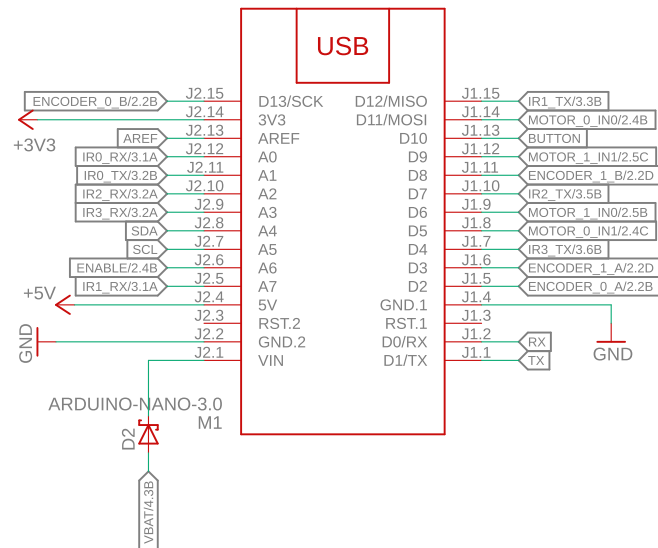 USB
ENCODER_0_B/2.2B J2.15 D13/SCK D12/MISO J1.15 IR1_TX/3.3B
+3V3 J2.14 3V3 D11/MOSI J1.14 MOTOR_0_IN0/2.4B
AREF J2.13 AREF D10 J1.13 BUTTON
IR0_RX/3.1A J2.12 A0 D9 J1.12 MOTOR_1_IN1/2.5C
IR0_TX/3.2B J2.11 A1 D8 J1.11 ENCODER_1_B/2.2D
IR2_RX/3.2A J2.10 A2 D7 J1.10 IR2_TX/3.5B
IR3_RX/3.2A J2.9 A3 D6 J1.9 MOTOR_1_IN0/2.5B
SDA J2.8 A4 D5 J1.8 MOTOR_0_IN1/2.4C
SCL J2.7 A5 D4 J1.7 IR3_TX/3.6B
ENABLE/2.4B J2.6 A6 D3 J1.6 ENCODER_1_A/2.2D
IR1_RX/3.1A J2.5 A7 D2 J1.5 ENCODER_0_A/2.2B
+5V J2.4 5V GND.1 J1.4 GND
J2.3 RST.2 RST.1 J1.3
GND J2.2 GND.2 D0/RX J1.2 RX
J2.1 VIN D1/TX J1.1 TX
ARDUINO-NANO-3.0
M1
D2
VBAT/4.3B